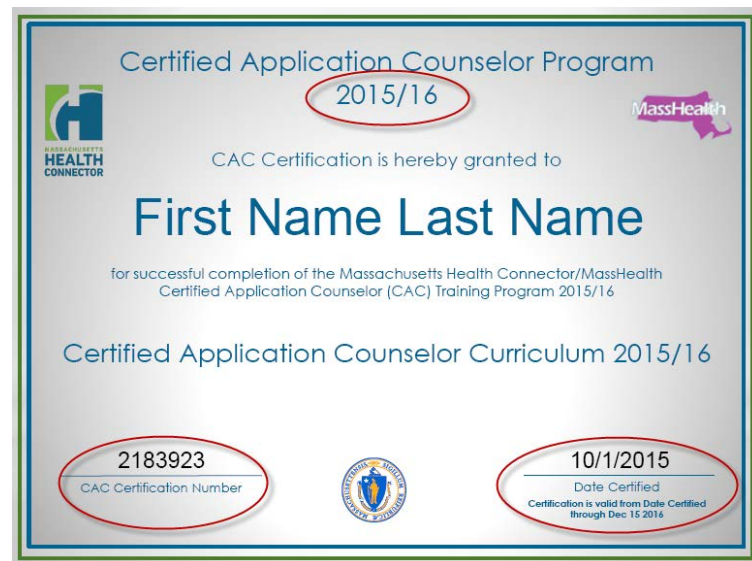 Certified Application Counselor Program
2015/16
MASSACHUSETTS
HEALTH
CONNECTOR
MassHealth
CAC Certification is hereby granted to
First Name Last Name
for successful completion of the Massachusetts Health Connector/MassHealth
Certified Application Counselor (CAC) Training Program 2015/16
Certified Application Counselor Curriculum 2015/16
2183923
CAC Certification Number
10/1/2015
Date Certified
Certification is valid from Date Certified
through Dec 15 2016